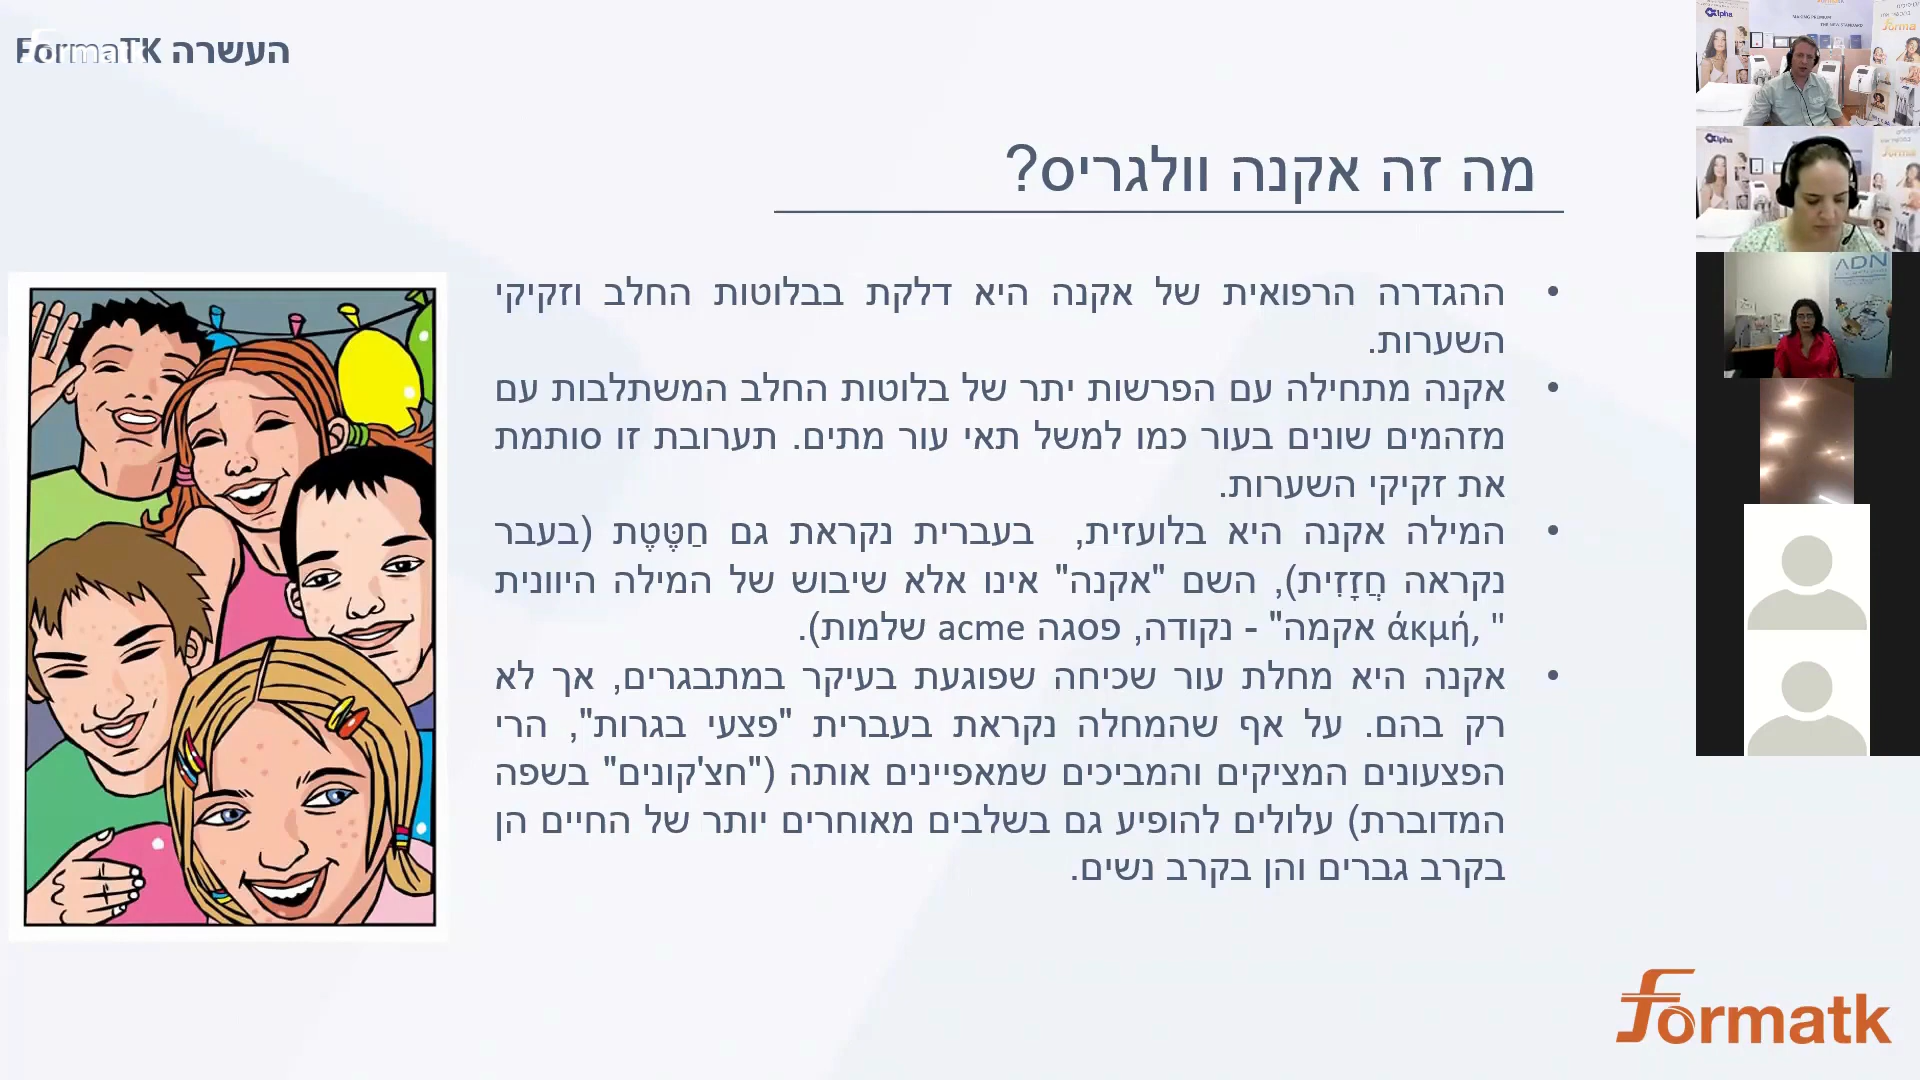 העשרה FormaTK
מה זה אקנה וולגריס?
• ההגדרה הרפואית של אקנה היא דלקת בבלוטות החלב וזקיקי
השערות.
• אקנה מתחילה עם הפרשות יתר של בלוטות החלב המשתלבות עם
מזהמים שונים בעור כמו למשל תאי עור מתים. תערובת זו סותמת
את זקיקי השערות.
• המילה אקנה היא בלועזית, בעברית נקראת גם חַטֶּטֶת (בעבר
נקראה חֲזָזִית), השם "אקנה" אינו אלא שיבוש של המילה היוונית
" ,άκμή אקמה" - נקודה, פסגה acme שלמות).
• אקנה היא מחלת עור שכיחה שפוגעת בעיקר במתבגרים, אך לא
רק בהם. על אף שהמחלה נקראת בעברית "פצעי בגרות", הרי
הפצעונים המציקים והמביכים שמאפיינים אותה ("חצ'קונים" בשפה
המדוברת) עלולים להופיע גם בשלבים מאוחרים יותר של החיים הן
בקרב גברים והן בקרב נשים.
Alpha
Alpha
ADN
formatk